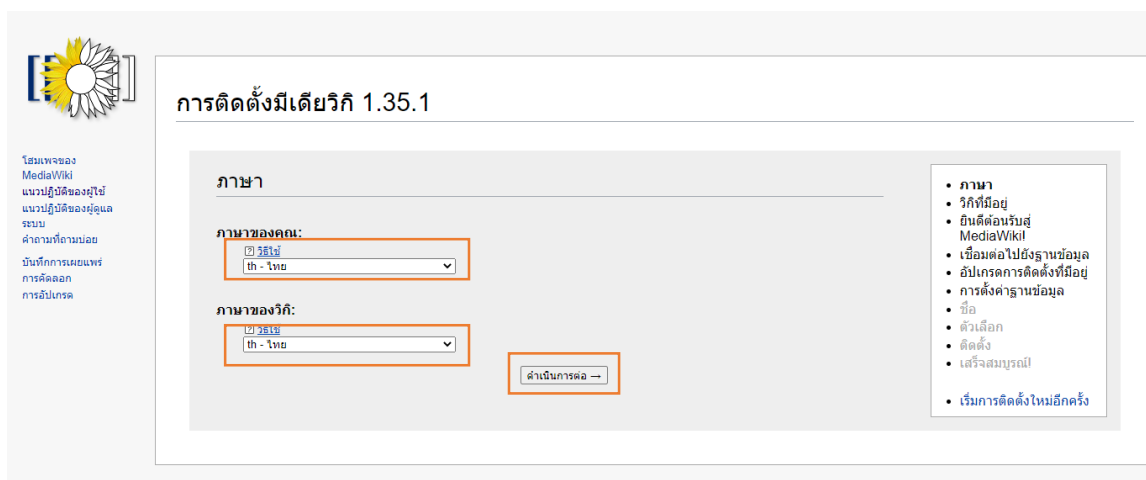 การติดตั้งมีเดียวิกิ 1.35.1
โฮมเพจของ
MediaWiki
แนวปฏิบัติของผู้ใช้
แนวปฏิบัติของผู้ดูแล
ระบบ
คำถามที่ถามบ่อย
บันทึกการเผยแพร่
การคัดลอก
การอัปเกรด
ภาษา
ภาษาของคุณ:
[?] วิธีใช้
th - ไทย
ภาษาของวิกิ:
[?] วิธีใช้
th - ไทย
ดำเนินการต่อ →
• ภาษา
• วิกิที่มีอยู่
• ยินดีต้อนรับสู่
MediaWiki!
• เชื่อมต่อไปยังฐานข้อมูล
• อัปเกรดการติดตั้งที่มีอยู่
• การตั้งค่าฐานข้อมูล
• ชื่อ
• ตัวเลือก
• ติดตั้ง
• เสร็จสมบูรณ์!
• เริ่มการติดตั้งใหม่อีกครั้ง